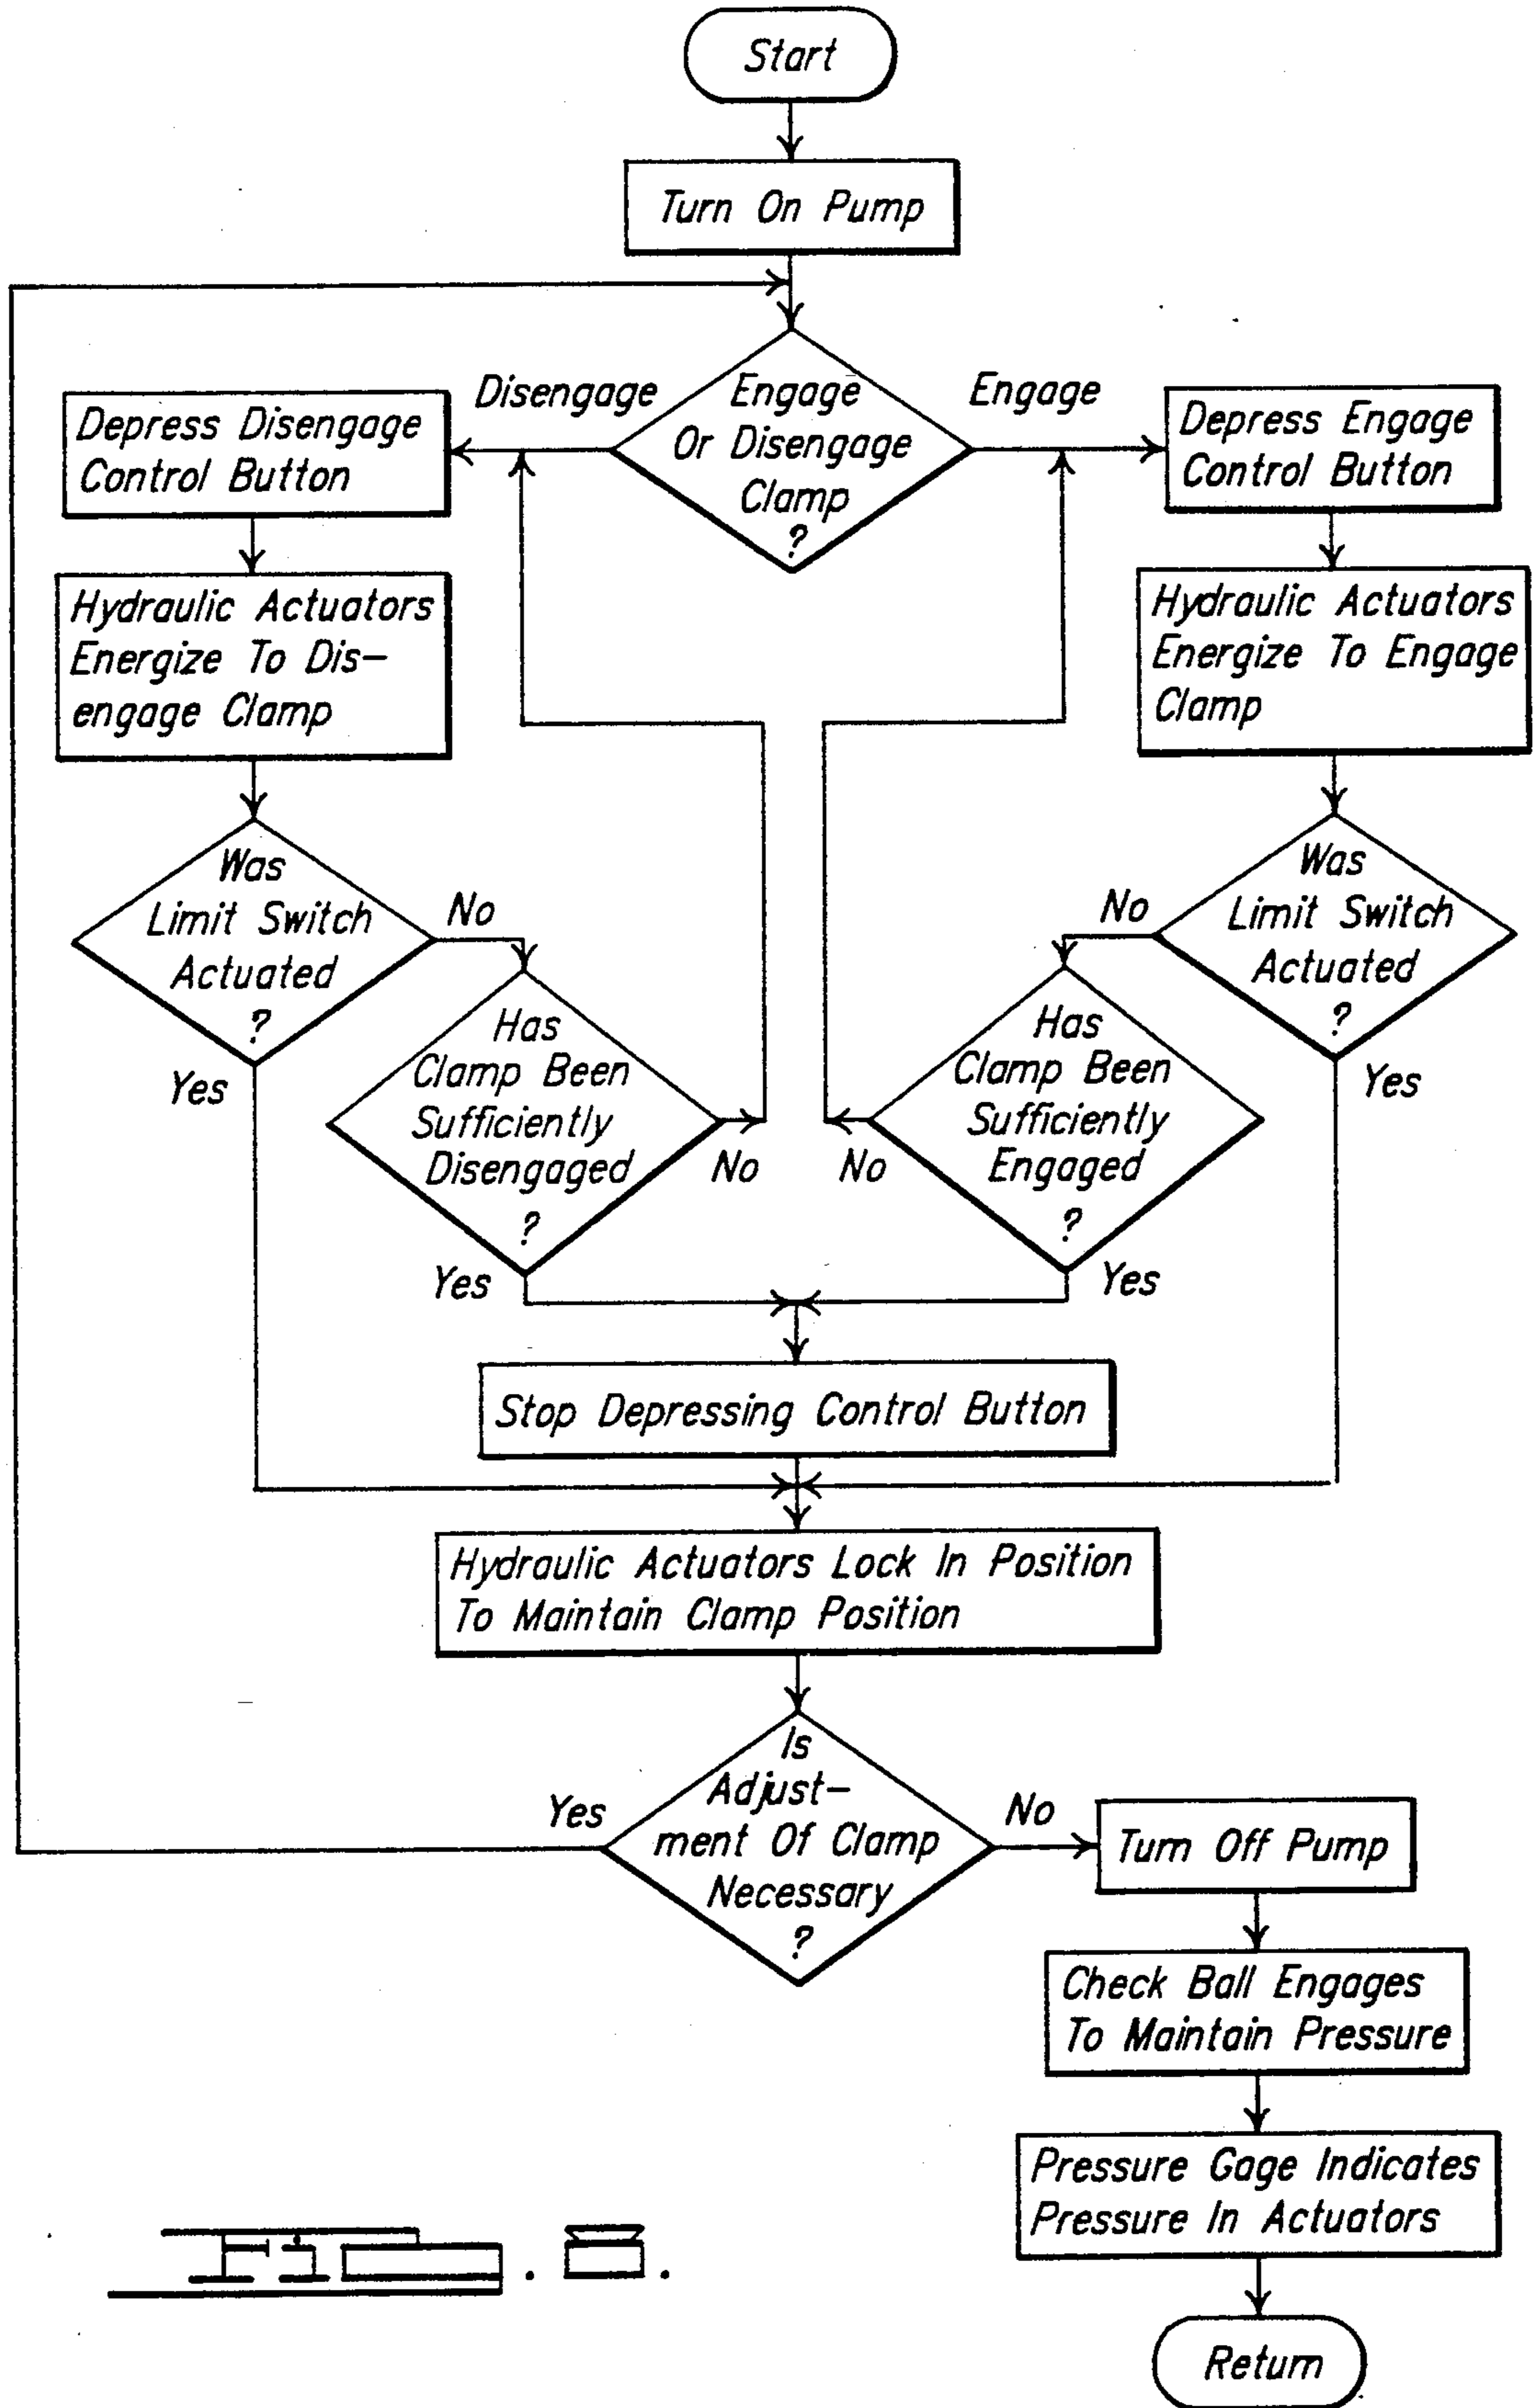 Start
Turn On Pump
Disengage
Engage
Or Disengage
Clamp
?
Engage
Depress Disengage
Control Button
Depress Engage
Control Button
Hydraulic Actuators
Energize To Dis-
engage Clamp
Hydraulic Actuators
Energize To Engage
Clamp
Was
Limit Switch
Actuated
?
No
Yes
Was
Limit Switch
Actuated
?
No
Yes
Has
Clamp Been
Sufficiently
Disengaged
?
No
Yes
Has
Clamp Been
Sufficiently
Engaged
?
No
Yes
Stop Depressing Control Button
Hydraulic Actuators Lock In Position
To Maintain Clamp Position
Is
Adjust-
ment Of Clamp
Necessary
?
Yes
No
Turn Off Pump
Check Ball Engages
To Maintain Pressure
Pressure Gage Indicates
Pressure In Actuators
Return